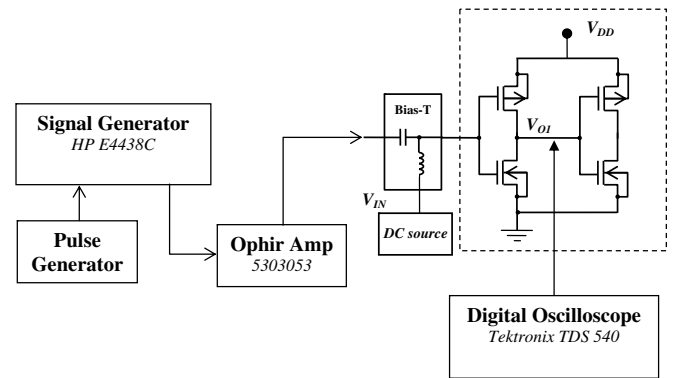 V_DD
Bias-T
Signal Generator
HP E4438C
V_O1
V_IN
Pulse
Generator
Ophir Amp
5303053
DC source
Digital Oscilloscope
Tektronix TDS 540